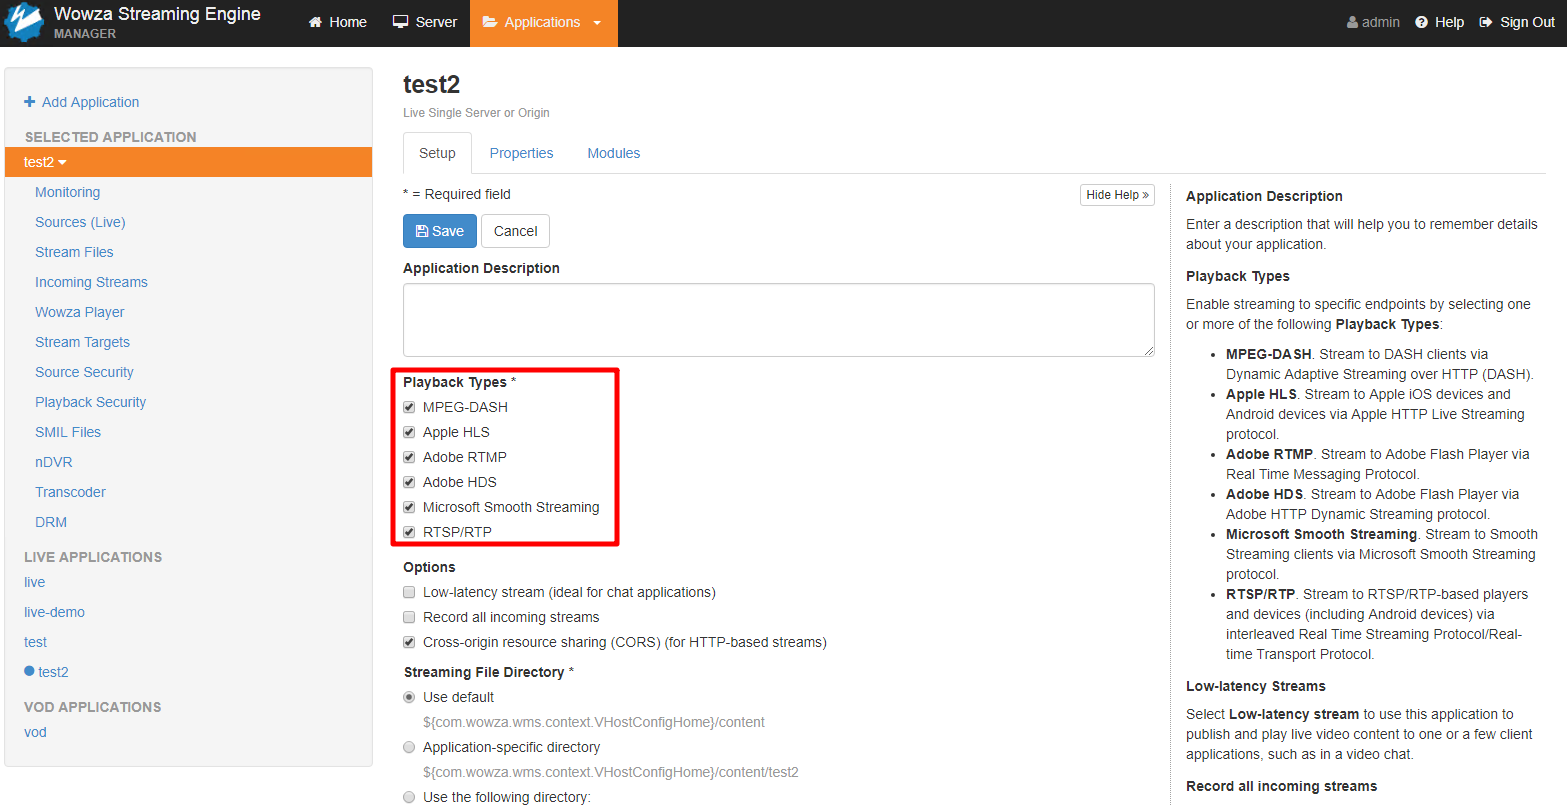 Wowza Streaming Engine
MANAGER
Home
Server
Applications
admin
Help
Sign Out
Add Application
SELECTED APPLICATION
test2
Monitoring
Sources (Live)
Stream Files
Incoming Streams
Wowza Player
Stream Targets
Source Security
Playback Security
SMIL Files
nDVR
Transcoder
DRM
LIVE APPLICATIONS
live
live-demo
test
test2
VOD APPLICATIONS
vod
test2
Live Single Server or Origin
Setup
Properties
Modules
* = Required field
Hide Help »
Save
Cancel
Application Description
Playback Types *
MPEG-DASH
Apple HLS
Adobe RTMP
Adobe HDS
Microsoft Smooth Streaming
RTSP/RTP
Options
Low-latency stream (ideal for chat applications)
Record all incoming streams
Cross-origin resource sharing (CORS) (for HTTP-based streams)
Streaming File Directory *
Use default
${com.wowza.wms.context.VHostConfigHome}/content
Application-specific directory
${com.wowza.wms.context.VHostConfigHome}/content/test2
Use the following directory:
Application Description
Enter a description that will help you to remember details
about your application.
Playback Types
Enable streaming to specific endpoints by selecting one
or more of the following Playback Types:
• MPEG-DASH. Stream to DASH clients via
Dynamic Adaptive Streaming over HTTP (DASH).
• Apple HLS. Stream to Apple iOS devices and
Android devices via Apple HTTP Live Streaming
protocol.
• Adobe RTMP. Stream to Adobe Flash Player via
Real Time Messaging Protocol.
• Adobe HDS. Stream to Adobe Flash Player via
Adobe HTTP Dynamic Streaming protocol.
• Microsoft Smooth Streaming. Stream to Smooth
Streaming clients via Microsoft Smooth Streaming
protocol.
• RTSP/RTP. Stream to RTSP/RTP-based players
and devices (including Android devices) via
interleaved Real Time Streaming Protocol/Real-
time Transport Protocol.
Low-latency Streams
Select Low-latency stream to use this application to
publish and play live video content to one or a few client
applications, such as in a video chat.
Record all incoming streams